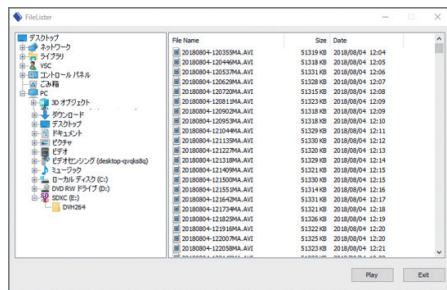 FileLister
デスクトップ
ネットワーク
ライブラリ
VSC
コントロール パネル
ごみ箱
PC
3D オブジェクト
ダウンロード
デスクトップ
ドキュメント
ピクチャ
ビデオ
ビデオセンシング (desktop-qvqks8q)
ミュージック
ローカル ディスク (C:)
DVD RW ドライブ (D:)
SDXC (E:)
DVH264
File Name Size Date
20180804-120355MA.AVI 51319 KB 2018/08/04 12:04
20180804-120446MA.AVI 51318 KB 2018/08/04 12:05
20180804-120537MA.AVI 51331 KB 2018/08/04 12:06
20180804-120629MA.AVI 51328 KB 2018/08/04 12:07
20180804-120720MA.AVI 51315 KB 2018/08/04 12:08
20180804-120811MA.AVI 51323 KB 2018/08/04 12:09
20180804-120902MA.AVI 51318 KB 2018/08/04 12:09
20180804-120953MA.AVI 51318 KB 2018/08/04 12:10
20180804-121044MA.AVI 51329 KB 2018/08/04 12:11
20180804-121135MA.AVI 51330 KB 2018/08/04 12:12
20180804-121227MA.AVI 51320 KB 2018/08/04 12:13
20180804-121318MA.AVI 51329 KB 2018/08/04 12:14
20180804-121409MA.AVI 51321 KB 2018/08/04 12:15
20180804-121500MA.AVI 51330 KB 2018/08/04 12:15
20180804-121551MA.AVI 51314 KB 2018/08/04 12:16
20180804-121642MA.AVI 51331 KB 2018/08/04 12:17
20180804-121734MA.AVI 51321 KB 2018/08/04 12:18
20180804-121825MA.AVI 51326 KB 2018/08/04 12:19
20180804-121916MA.AVI 51322 KB 2018/08/04 12:20
20180804-122007MA.AVI 51325 KB 2018/08/04 12:20
20180804-122058MA.AVI 51323 KB 2018/08/04 12:21
Play Exit